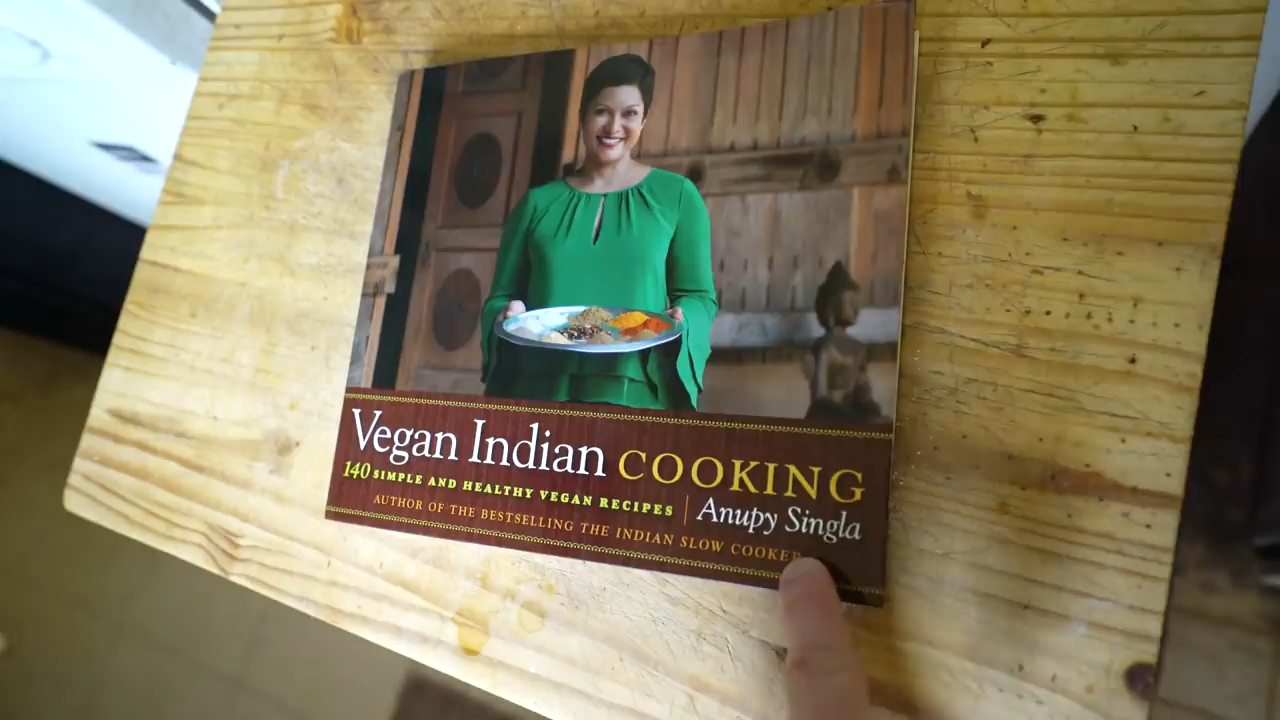 Vegan Indian COOKING
140 SIMPLE AND HEALTHY VEGAN RECIPES | Anupy Singla
AUTHOR OF THE BESTSELLING THE INDIAN SLOW COOKER